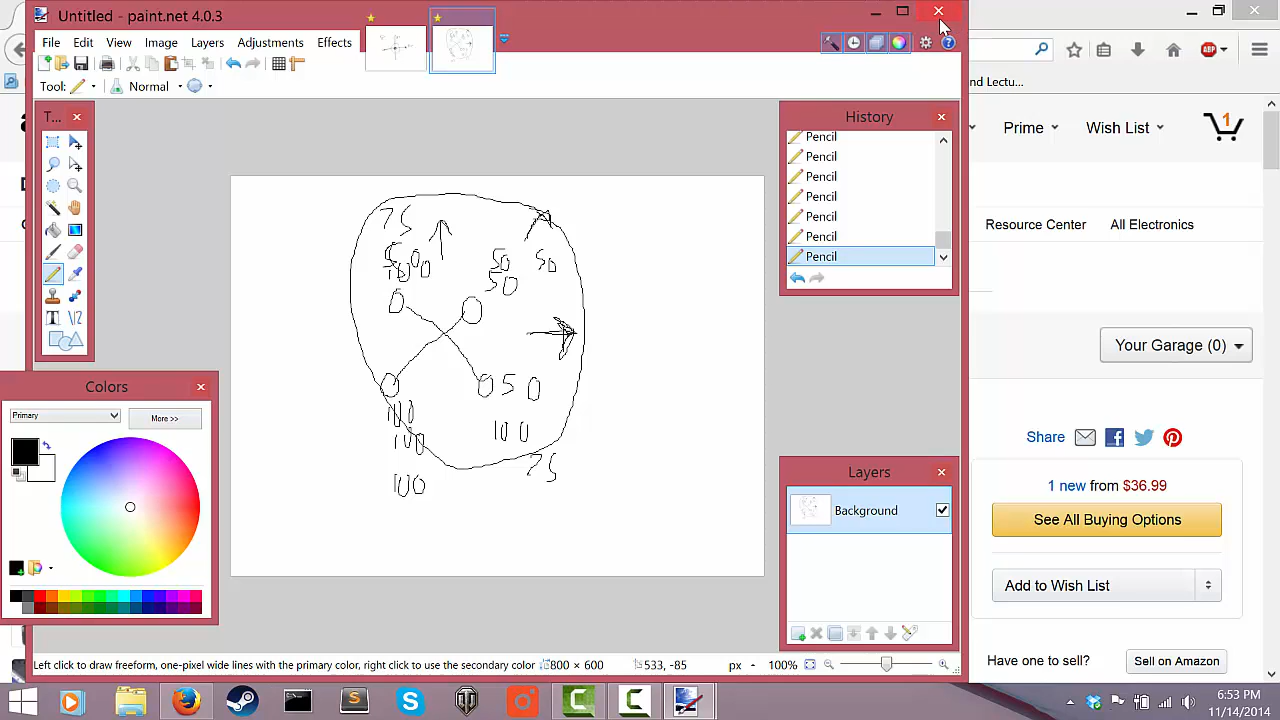 Untitled - paint.net 4.0.3
File Edit View Image Layers Adjustments Effects
Tool: Normal
T...
History
Pencil
Pencil
Pencil
Pencil
Pencil
Pencil
Pencil
75
50
50
50
100
50
0
0
0
0 5 0
100
100
100
100
75
Colors
Primary
More >>
Layers
Background
Left click to draw freeform, one-pixel wide lines with the primary color, right click to use the secondary color
800 × 600
533, -85
px
100%
ABP
nd Lectu...
Prime
Wish List
1
Resource Center
All Electronics
Your Garage (0)
Share
1 new from $36.99
See All Buying Options
Add to Wish List
Have one to sell?
Sell on Amazon
6:53 PM
11/14/2014